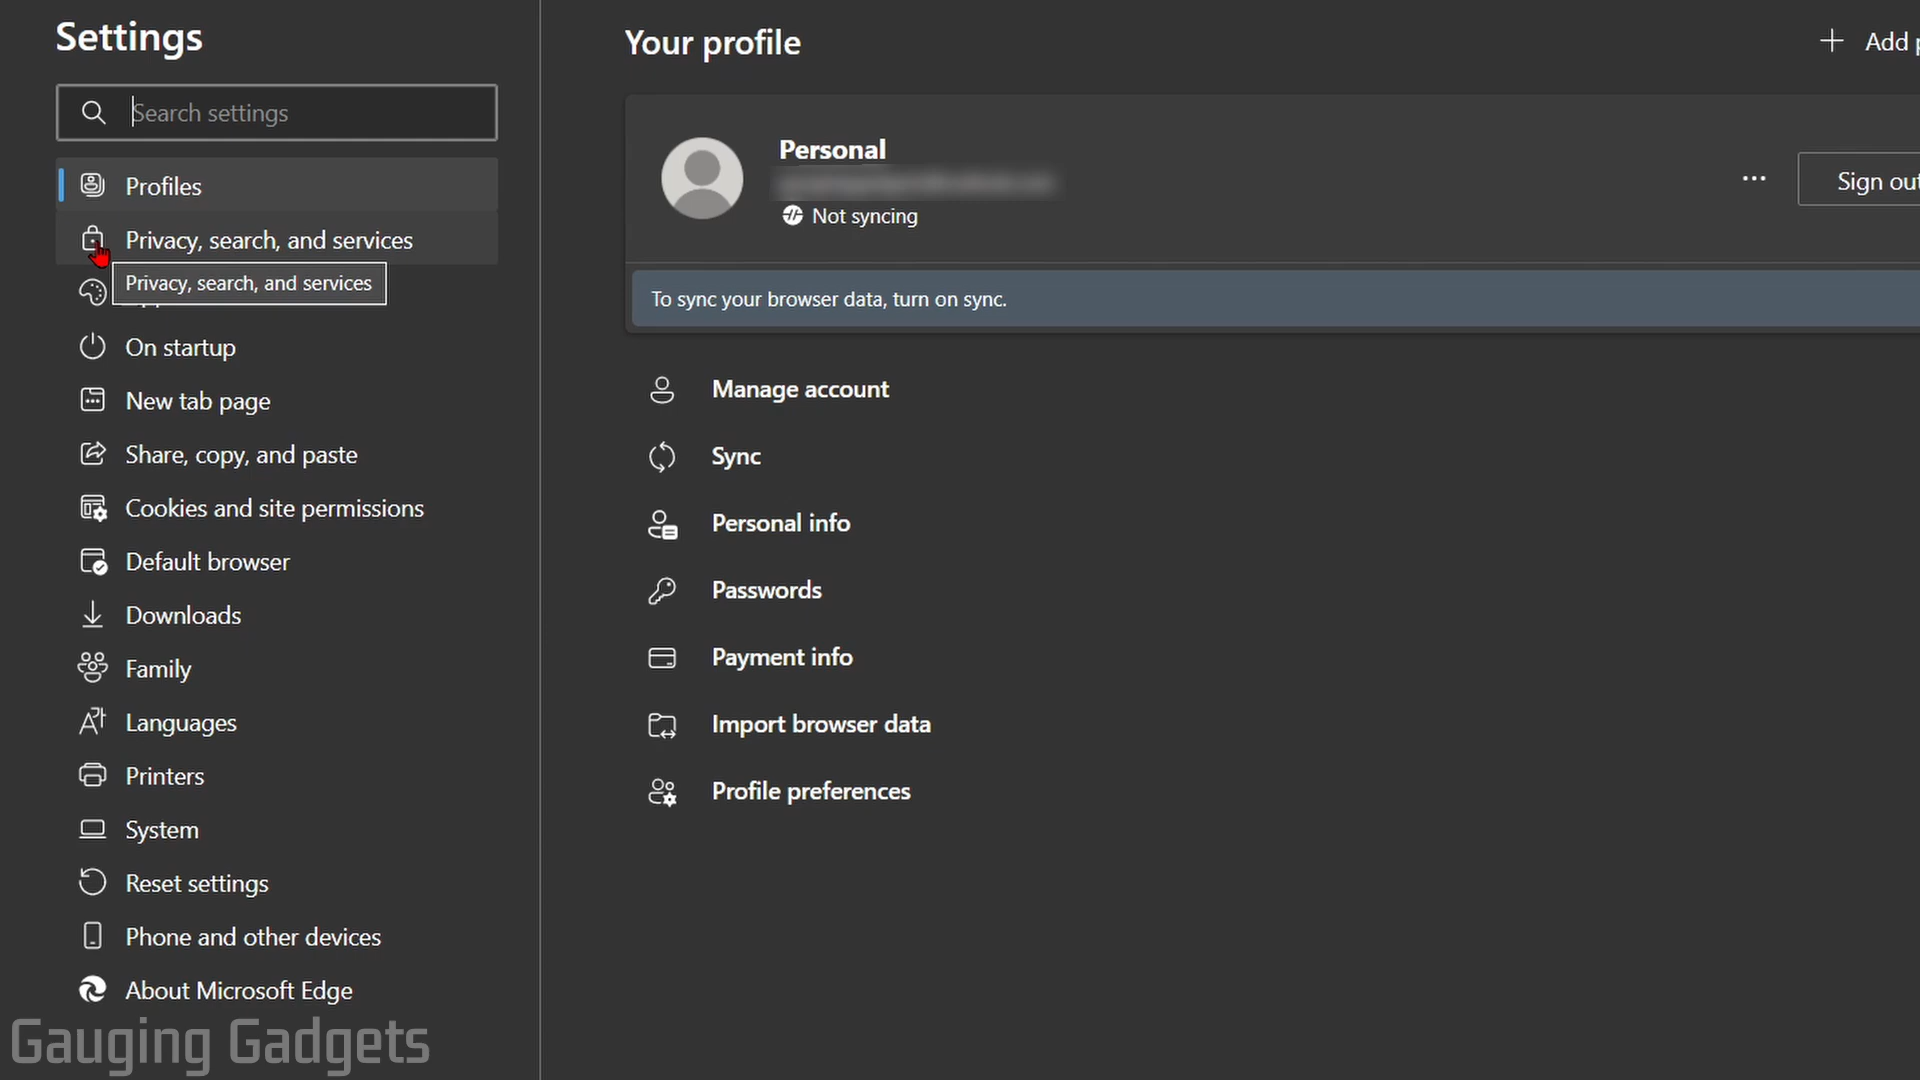 Settings
Search settings
Profiles
Privacy, search, and services
Privacy, search, and services
On startup
New tab page
Share, copy, and paste
Cookies and site permissions
Default browser
Downloads
Family
Languages
Printers
System
Reset settings
Phone and other devices
About Microsoft Edge
Gauging Gadgets
Your profile
Add
Personal
Not syncing
Sign out
To sync your browser data, turn on sync.
Manage account
Sync
Personal info
Passwords
Payment info
Import browser data
Profile preferences